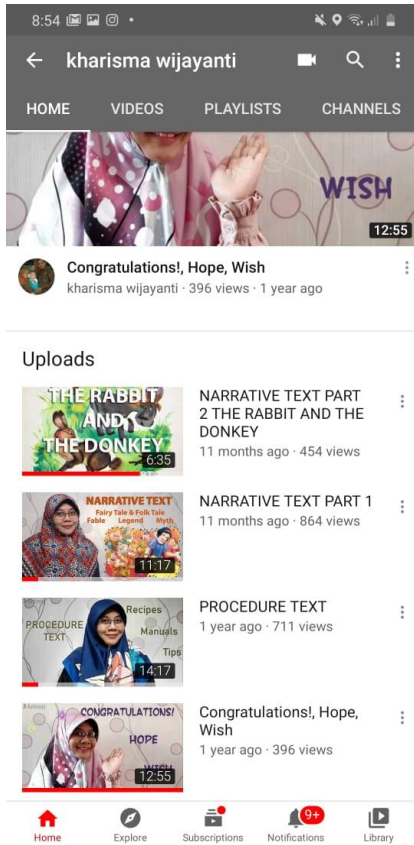 8:54
kharisma wijayanti
HOME VIDEOS PLAYLISTS CHANNELS
WISH
12:55
Congratulations!, Hope, Wish
kharisma wijayanti · 396 views · 1 year ago
Uploads
THE RABBIT
AND
THE DONKEY
6:35
NARRATIVE TEXT PART
2 THE RABBIT AND THE
DONKEY
11 months ago · 454 views
NARRATIVE TEXT
Fairy Tale & Folk Tale
Fable Legend Myth
11:17
NARRATIVE TEXT PART 1
11 months ago · 864 views
PROCEDURE
TEXT
Recipes
Manuals
Tips
14:17
PROCEDURE TEXT
1 year ago · 711 views
CONGRATULATIONS!
HOPE
WISH
12:55
Congratulations!, Hope,
Wish
1 year ago · 396 views
9+
Home Explore Subscriptions Notifications Library